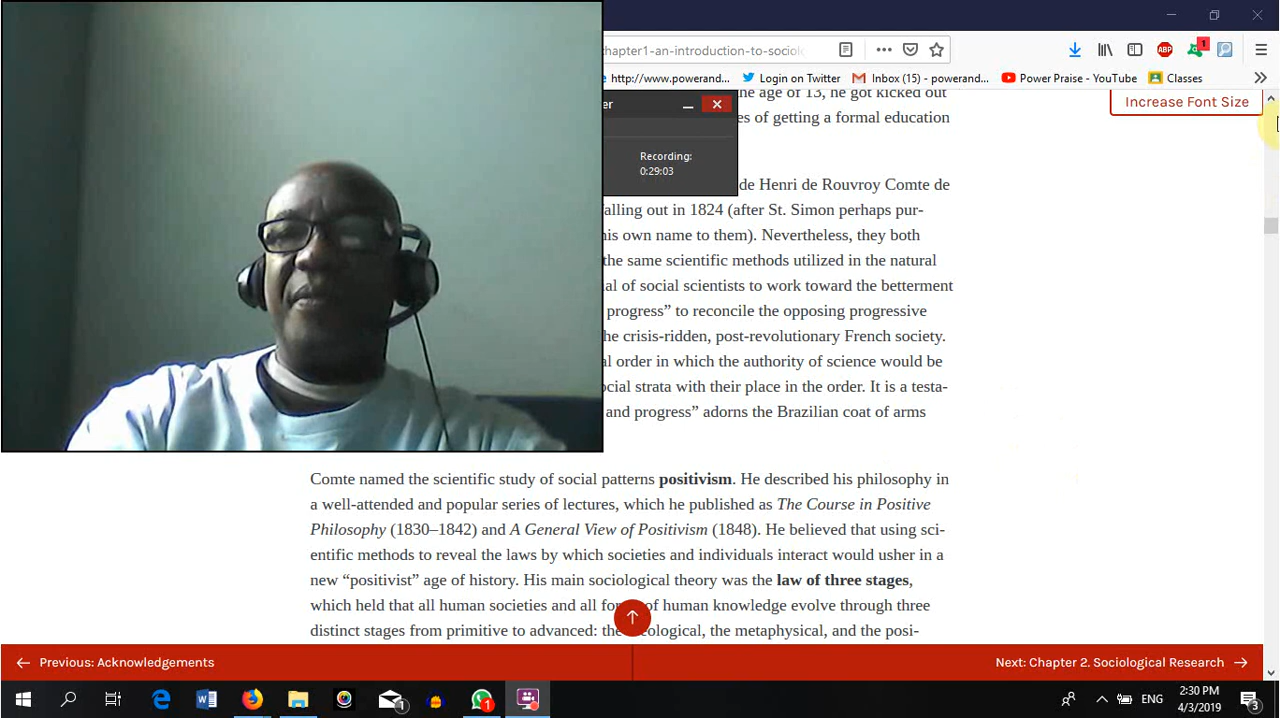 chapter1-an-introduction-to-sociol
1
http://www.powerand...
Login on Twitter
Inbox (15) - powerand...
Power Praise - YouTube
Classes
ABP
the age of 13, he got kicked out
Increase Font Size
er
es of getting a formal education
Recording:
0:29:03
de Henri de Rouvroy Comte de
alling out in 1824 (after St. Simon perhaps pur-
his own name to them). Nevertheless, they both
the same scientific methods utilized in the natural
al of social scientists to work toward the betterment
progress” to reconcile the opposing progressive
he crisis-ridden, post-revolutionary French society.
al order in which the authority of science would be
ocial strata with their place in the order. It is a testa-
and progress” adorns the Brazilian coat of arms
Comte named the scientific study of social patterns positivism. He described his philosophy in
a well-attended and popular series of lectures, which he published as The Course in Positive
Philosophy (1830–1842) and A General View of Positivism (1848). He believed that using sci-
entific methods to reveal the laws by which societies and individuals interact would usher in a
new “positivist” age of history. His main sociological theory was the law of three stages,
which held that all human societies and all for of human knowledge evolve through three
distinct stages from primitive to advanced: the ological, the metaphysical, and the posi-
Previous: Acknowledgements
Next: Chapter 2. Sociological Research
1
1
ENG
2:30 PM
4/3/2019
3